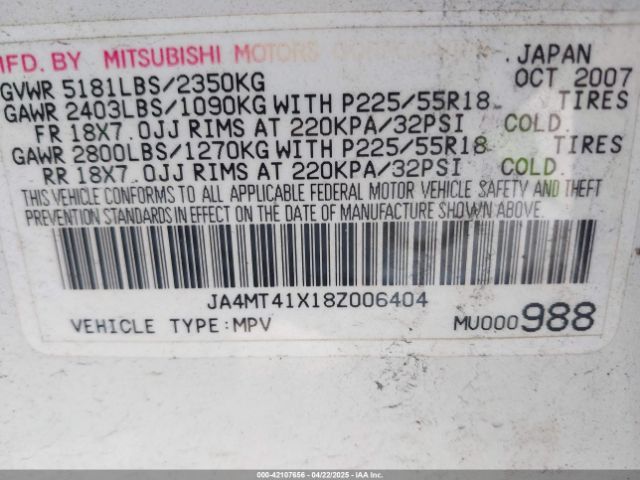 MFD. BY MITSUBISHI MOTORS CORPORATION JAPAN
GVWR 5181LBS/2350KG OCT 2007
GAWR 2403LBS/1090KG WITH P225/55R18 TIRES
FR 18X7.0JJ RIMS AT 220KPA/32PSI COLD.
GAWR 2800LBS/1270KG WITH P225/55R18 TIRES
RR 18X7.0JJ RIMS AT 220KPA/32PSI COLD.
THIS VEHICLE CONFORMS TO ALL APPLICABLE FEDERAL MOTOR VEHICLE SAFETY AND THEFT
PREVENTION STANDARDS IN EFFECT ON THE DATE OF MANUFACTURE SHOWN ABOVE.
JA4MT41X18Z006404
VEHICLE TYPE:MPV MU000988
000-42107656 - 04/22/2025 - IAAI.COM